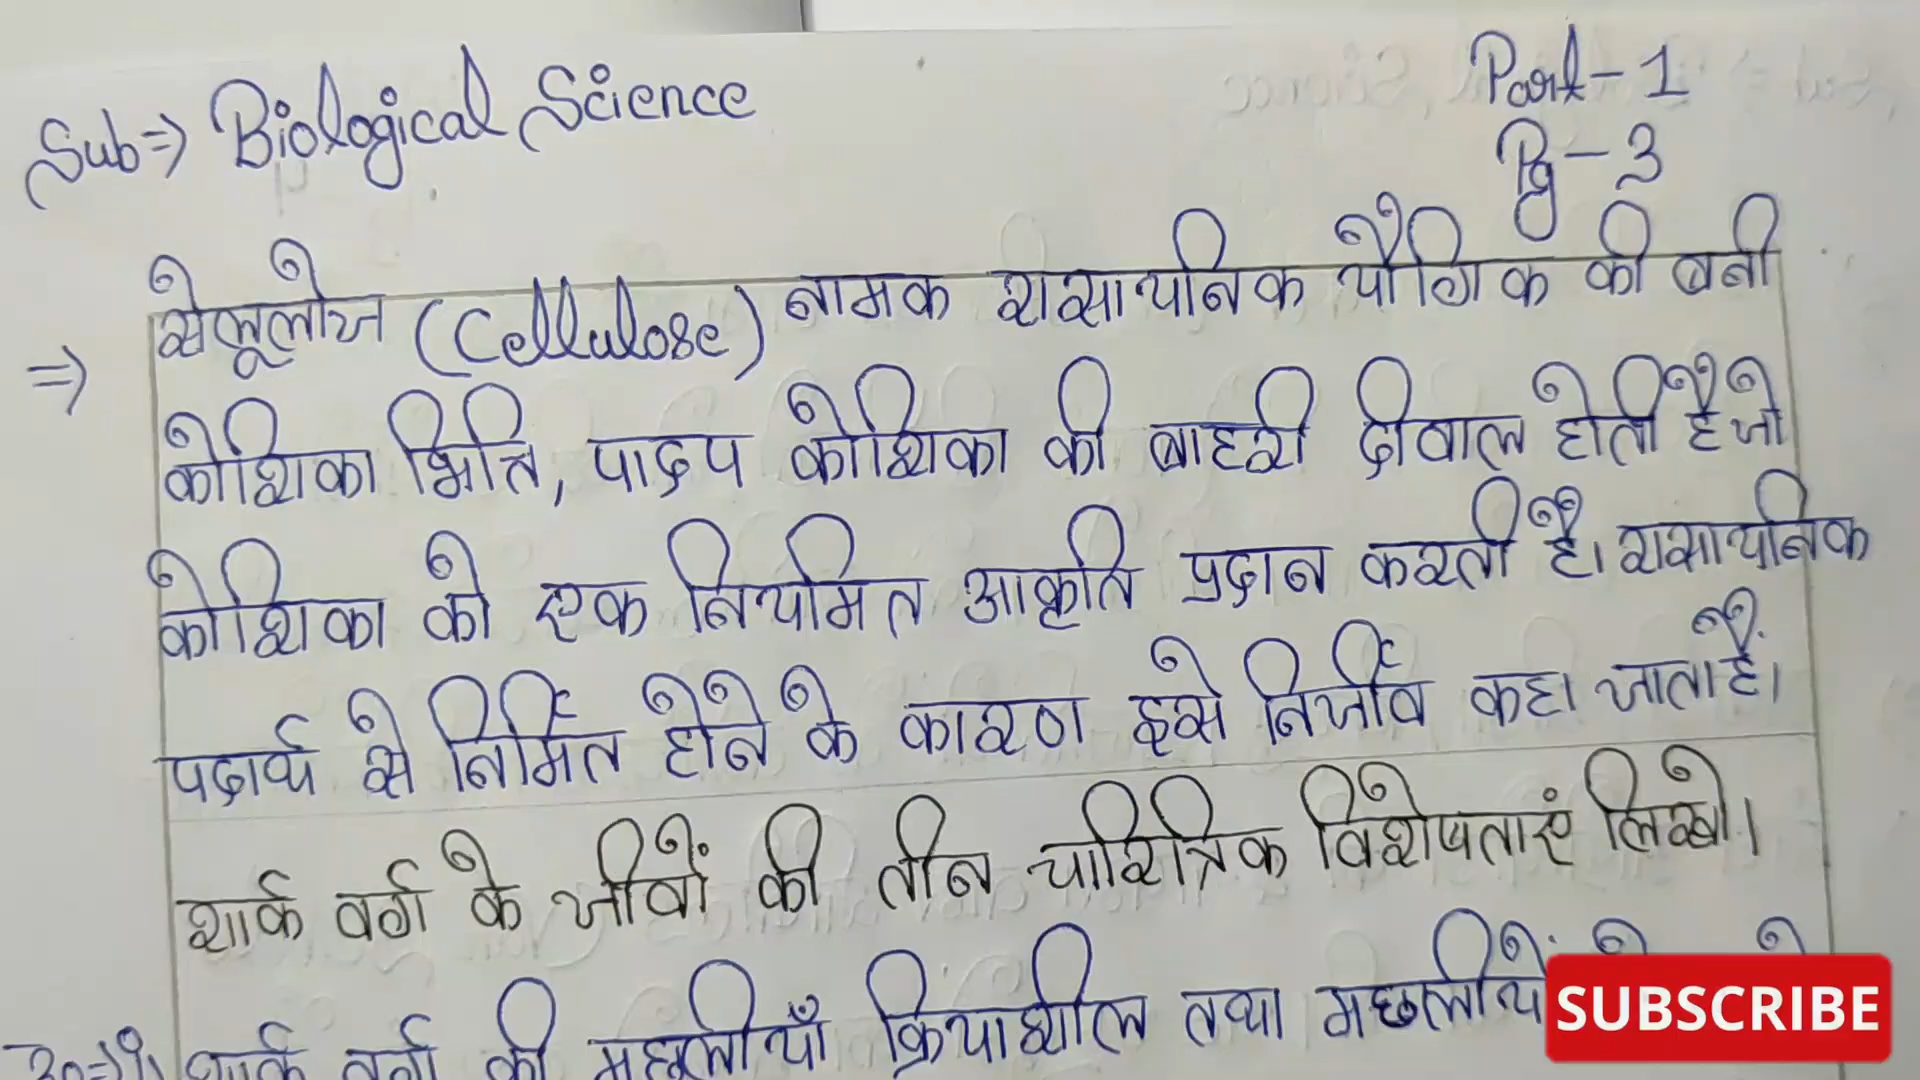 Sub⇒ Biological Science
Part-1
Pg-3
सेलूलोज (Cellulose) नामक रासायनिक यौगिक की बनी
⇒ कोशिका भित्ति, पादप कोशिका की बाहरी दीवाल होती है जो
कोशिका को एक नियमित आकृति प्रदान करती है। रासायनिक
पदार्थ से निर्मित होने के कारण इसे निर्जीव कहा जाता है।
शार्क वर्ग के जीवों की तीन चारित्रिक विशेषताएं लिखो।
शार्क वर्ग की मछलीयाँ क्रियाशील तथा
SUBSCRIBE